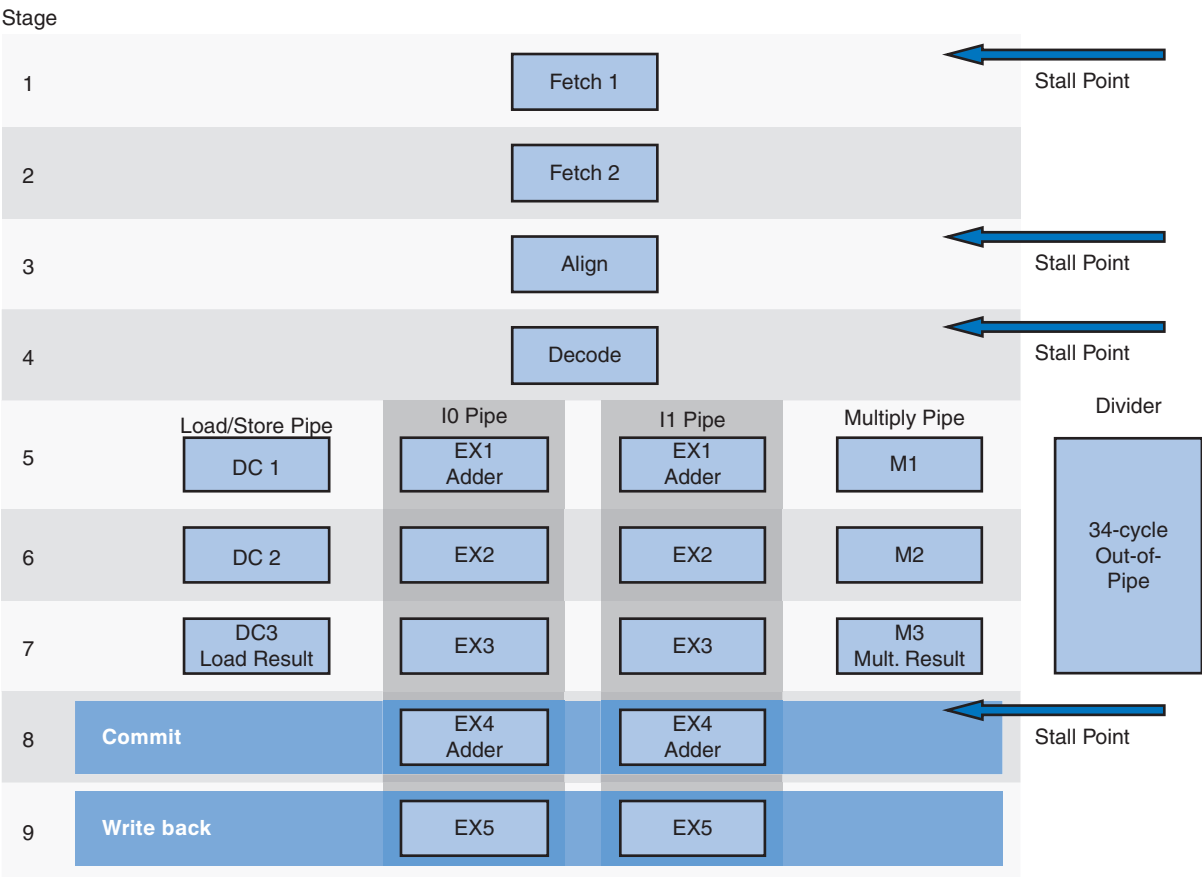 Stage
1
Fetch 1
Stall Point
2
Fetch 2
3
Align
Stall Point
4
Decode
Stall Point
Load/Store Pipe
I0 Pipe
I1 Pipe
Multiply Pipe
Divider
5
DC 1
EX1
Adder
EX1
Adder
M1
6
DC 2
EX2
EX2
M2
34-cycle
Out-of-
Pipe
7
DC3
Load Result
EX3
EX3
M3
Mult. Result
8
Commit
EX4
Adder
EX4
Adder
Stall Point
9
Write back
EX5
EX5